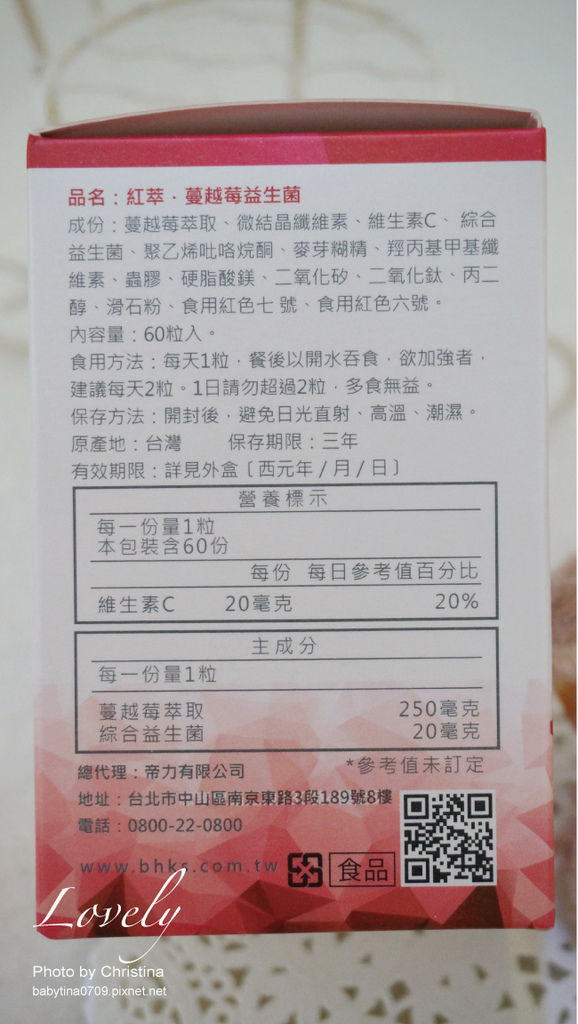 品名：紅萃．蔓越莓益生菌
成份：蔓越莓萃取、微結晶纖維素、維生素C、綜合
益生菌、聚乙烯吡咯烷酮、麥芽糊精、羥丙基甲基纖
維素、蟲膠、硬脂酸鎂、二氧化矽、二氧化鈦、丙二
醇、滑石粉、食用紅色七 號、食用紅色六號。
內容量：60粒入。
食用方法：每天1粒，餐後以開水吞食，欲加強者，
建議每天2粒。1日請勿超過2粒，多食無益。
保存方法：開封後，避免日光直射、高溫、潮濕。
原產地：台灣 保存期限：三年
有效期限：詳見外盒〔西元年/月/日〕
營養標示
每一份量1粒
本包裝含60份
每份 每日參考值百分比
維生素C 20毫克 20%
主成分
每一份量1粒
蔓越莓萃取 250毫克
綜合益生菌 20毫克
*參考值未訂定
總代理：帝力有限公司
地址：台北市中山區南京東路3段189號8樓
電話：0800-22-0800
www.bhks.com.tw 食品
Lovely
Photo by Christina
babytina0709.pixnet.net